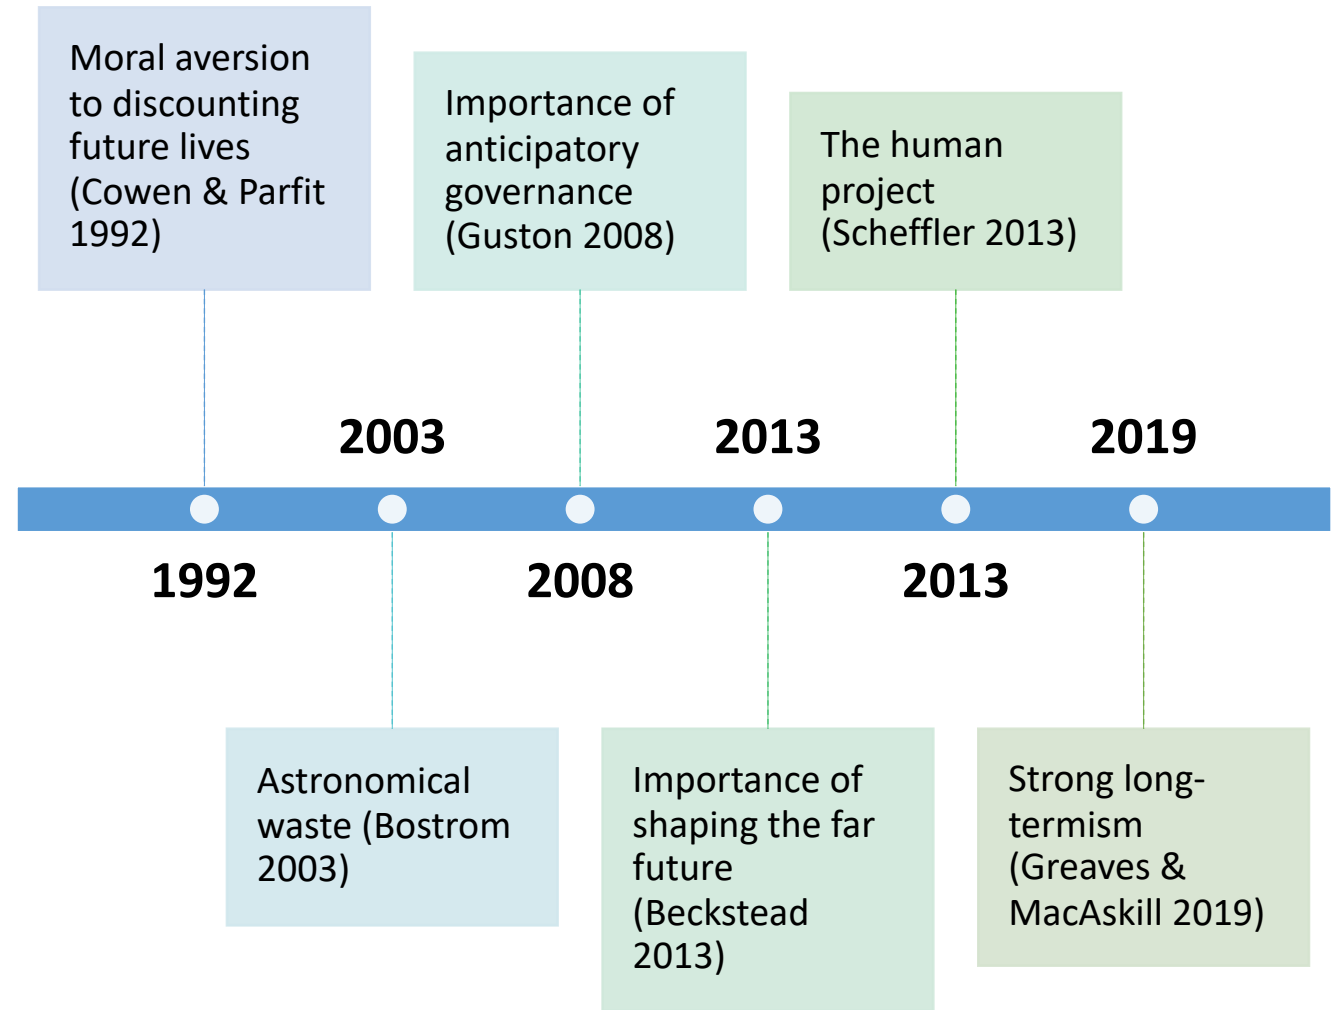 Moral aversion
to discounting
future lives
(Cowen & Parfit
1992)
Importance of
anticipatory
governance
(Guston 2008)
The human
project
(Scheffler 2013)
2003
2013
2019
1992
2008
2013
Astronomical
waste (Bostrom
2003)
Importance of
shaping the far
future
(Beckstead
2013)
Strong long-
termism
(Greaves &
MacAskill 2019)